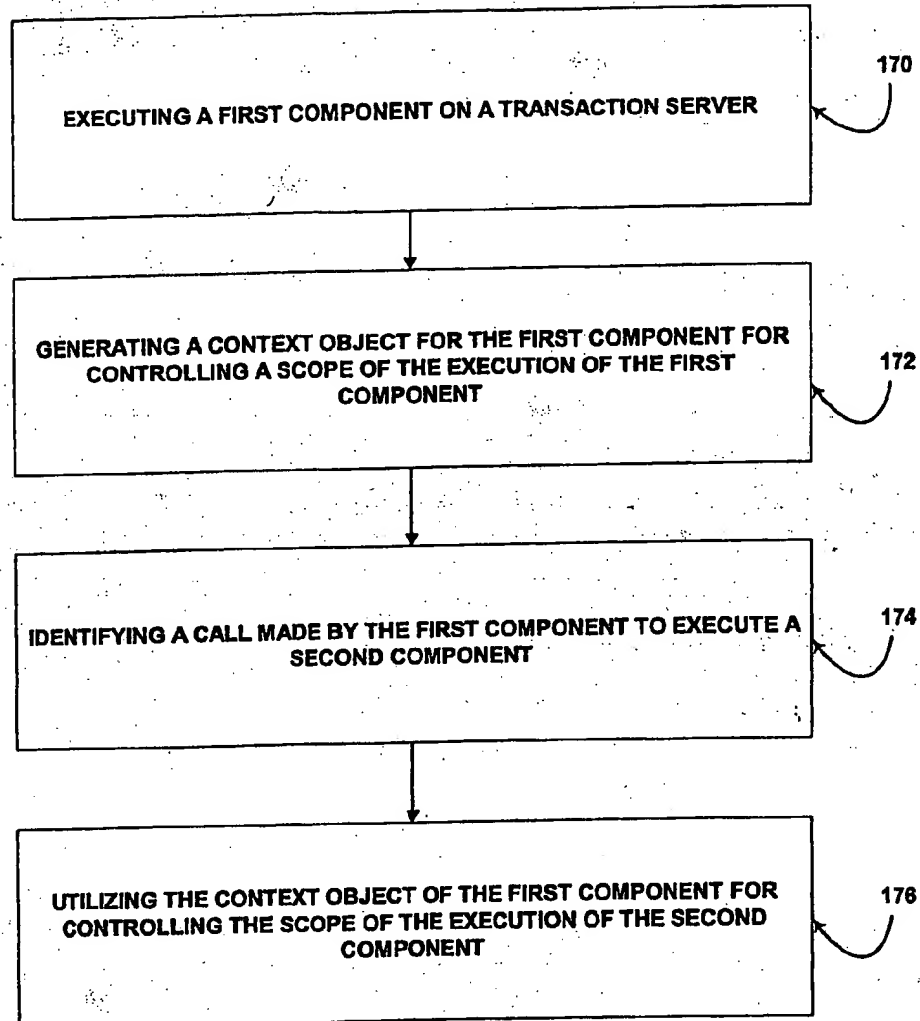 EXECUTING A FIRST COMPONENT ON A TRANSACTION SERVER
170
GENERATING A CONTEXT OBJECT FOR THE FIRST COMPONENT FOR
CONTROLLING A SCOPE OF THE EXECUTION OF THE FIRST
COMPONENT
172
IDENTIFYING A CALL MADE BY THE FIRST COMPONENT TO EXECUTE A
SECOND COMPONENT
174
UTILIZING THE CONTEXT OBJECT OF THE FIRST COMPONENT FOR
CONTROLLING THE SCOPE OF THE EXECUTION OF THE SECOND
COMPONENT
176